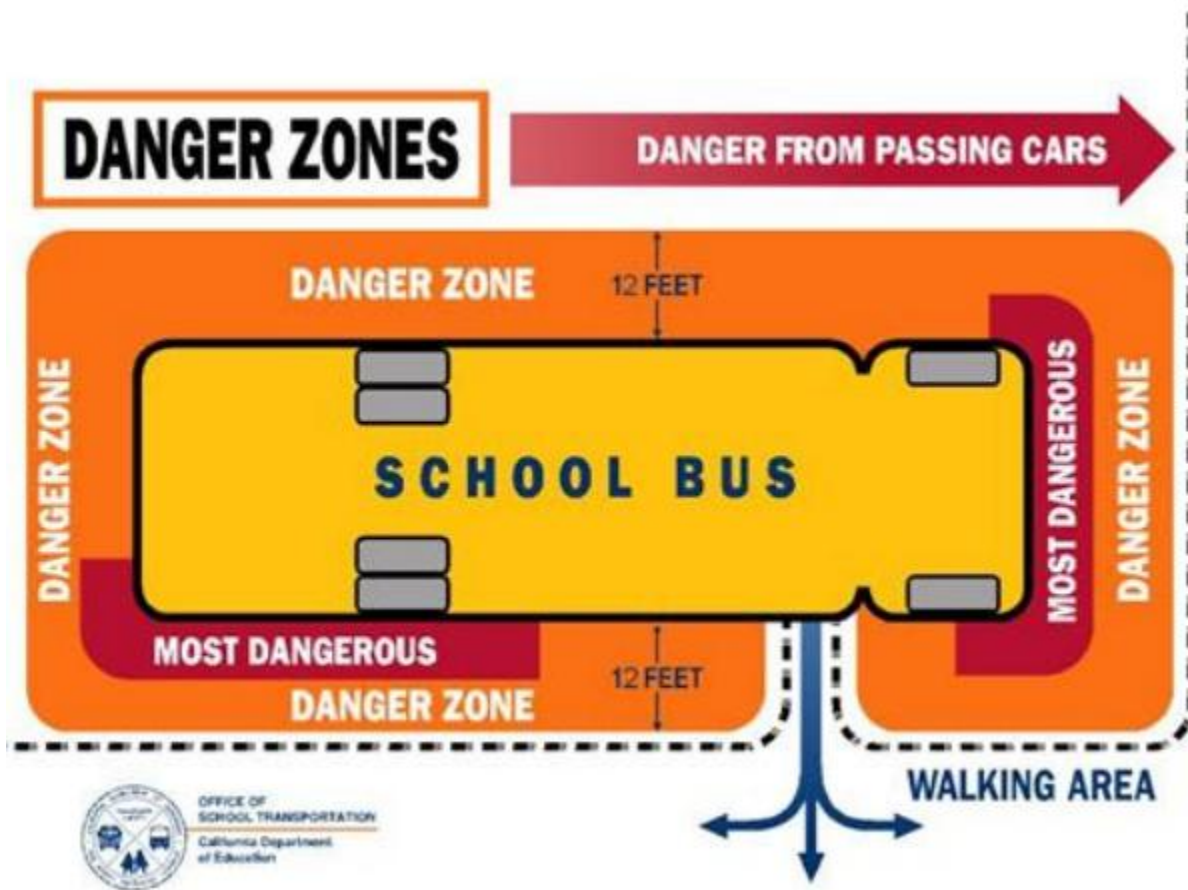 DANGER ZONES
DANGER FROM PASSING CARS
DANGER ZONE
12 FEET
DANGER ZONE
SCHOOL BUS
MOST DANGEROUS
DANGER ZONE
MOST DANGEROUS
12 FEET
DANGER ZONE
WALKING AREA
OFFICE OF
SCHOOL TRANSPORTATION
California Department
of Education